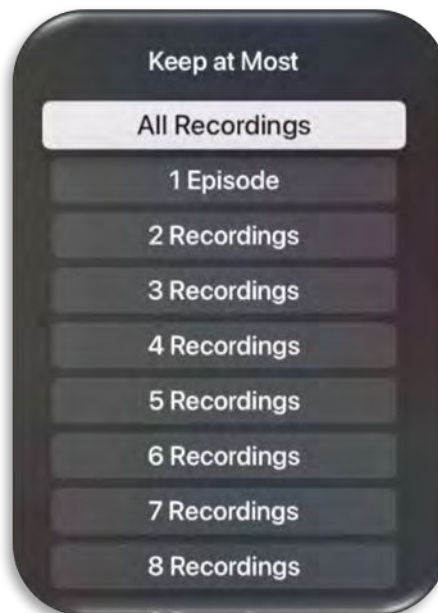 Keep at Most
All Recordings
1 Episode
2 Recordings
3 Recordings
4 Recordings
5 Recordings
6 Recordings
7 Recordings
8 Recordings